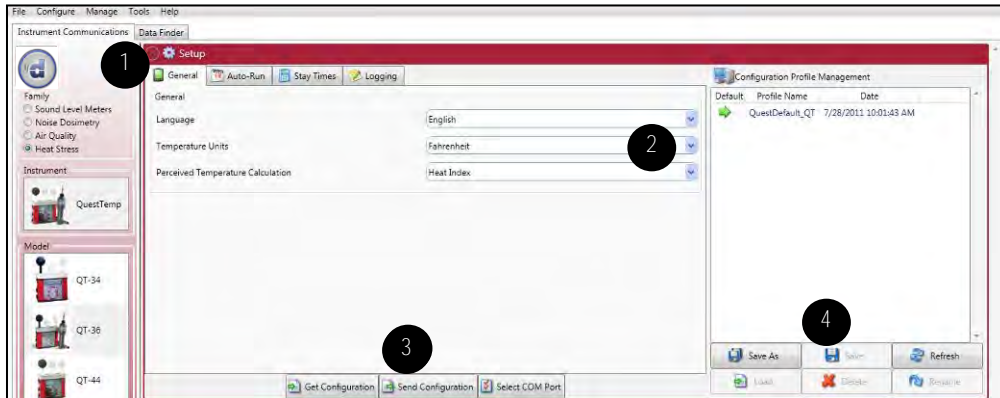 File Configure Manage Tools Help
Instrument Communications Data Finder
1
Setup
d
Family
Sound Level Meters
Noise Dosimetry
Air Quality
Heat Stress
Instrument
QuestTemp
Model
QT-34
QT-36
QT-44
General Auto-Run Stay Times Logging
General
Language English
Temperature Units Fahrenheit
2
Perceived Temperature Calculation Heat Index
3
Get Configuration Send Configuration Select COM Port
Configuration Profile Management
Default Profile Name Date
QuestDefault_QT 7/28/2011 10:01:43 AM
4
Save As Save Refresh
Load Delete Rename